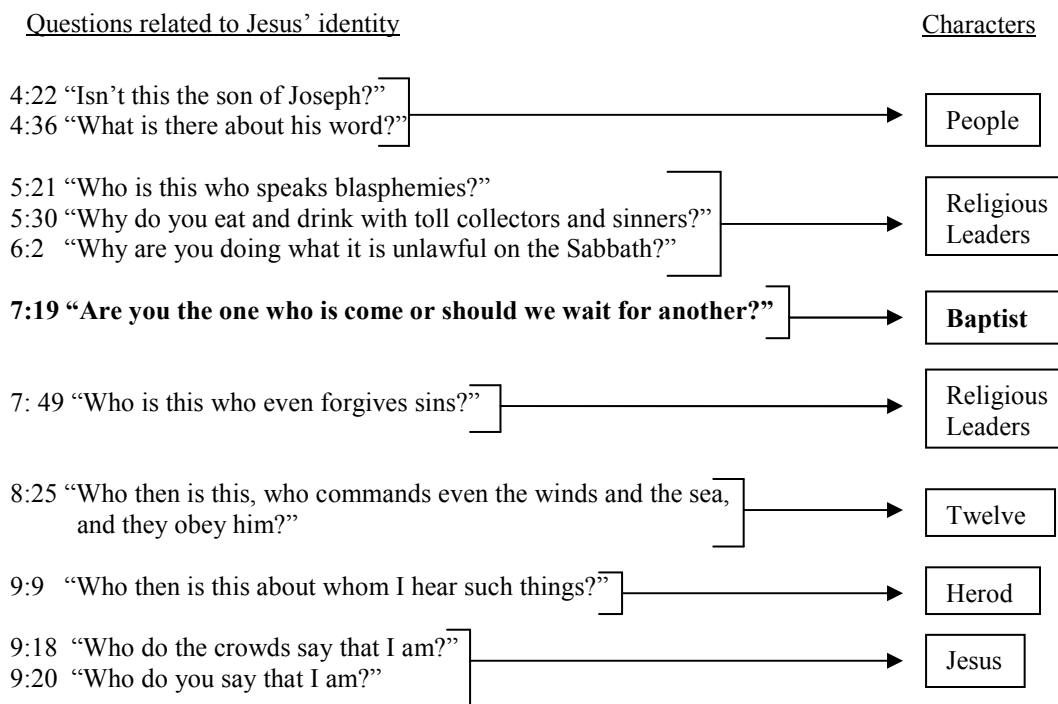 Questions related to Jesus’ identity
Characters
4:22 “Isn’t this the son of Joseph?”
4:36 “What is there about his word?”
People
5:21 “Who is this who speaks blasphemies?”
5:30 “Why do you eat and drink with toll collectors and sinners?”
6:2 “Why are you doing what it is unlawful on the Sabbath?”
Religious
Leaders
7:19 “Are you the one who is come or should we wait for another?”
Baptist
7: 49 “Who is this who even forgives sins?”
Religious
Leaders
8:25 “Who then is this, who commands even the winds and the sea,
and they obey him?”
Twelve
9:9 “Who then is this about whom I hear such things?”
Herod
9:18 “Who do the crowds say that I am?”
9:20 “Who do you say that I am?”
Jesus